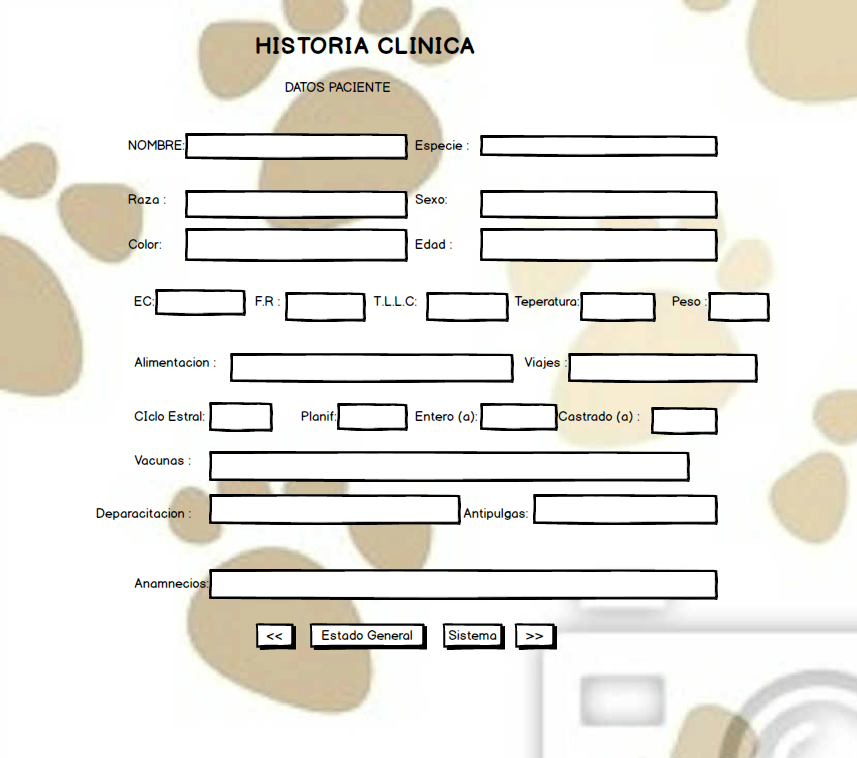 HISTORIA CLINICA
DATOS PACIENTE
NOMBRE: Especie :
Raza : Sexo:
Color: Edad :
EC: F.R : T.L.L.C: Teperatura: Peso :
Alimentacion : Viajes :
CIclo Estral: Planif: Entero (a): Castrado (a) :
Vacunas :
Deparacitacion : Antipulgas:
Anamnecios:
<< Estado General Sistema >>